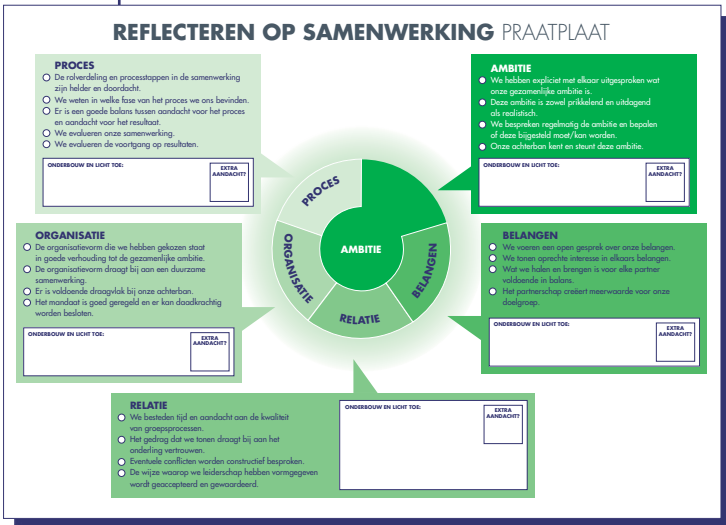 REFLECTEREN OP SAMENWERKING PRAATPLAAT
PROCES
De rolverdeling en processtappen in de samenwerking
zijn helder en doordacht.
We weten in welke fase van het proces we ons bevinden.
Er is een goede balans tussen aandacht voor het proces
en aandacht voor het resultaat.
We evalueren onze samenwerking.
We evalueren de voortgang op resultaten.
ONDERBOUW EN LICHT TOE:
EXTRA
AANDACHT?
AMBITIE
We hebben expliciet met elkaar uitgesproken wat
onze gezamenlijke ambitie is.
Deze ambitie is zowel prikkelend en uitdagend
als realistisch.
We bespreken regelmatig de ambitie en bepalen
of deze bijgesteld moet/kan worden.
Onze achterban kent en steunt deze ambitie.
ONDERBOUW EN LICHT TOE:
EXTRA
AANDACHT?
PROCES
ORGANISATIE
AMBITIE
BELANGEN
RELATIE
ORGANISATIE
De organisatievorm die we hebben gekozen staat
in goede verhouding tot de gezamenlijke ambitie.
De organisatievorm draagt bij aan een duurzame
samenwerking.
Er is voldoende draagvlak bij onze achterban.
Het mandaat is goed geregeld en er kan daadkrachtig
worden besloten.
ONDERBOUW EN LICHT TOE:
EXTRA
AANDACHT?
BELANGEN
We voeren een open gesprek over onze belangen.
We tonen oprechte interesse in elkaars belangen.
Wat we halen en brengen is voor elke partner
voldoende in balans.
Het partnerschap creëert meerwaarde voor onze
doelgroep.
ONDERBOUW EN LICHT TOE:
EXTRA
AANDACHT?
RELATIE
We besteden tijd en aandacht aan de kwaliteit
van groepsprocessen.
Het gedrag dat we tonen draagt bij aan het
onderling vertrouwen.
Eventuele conflicten worden constructief besproken.
De wijze waarop we leiderschap hebben vormgegeven
wordt geaccepteerd en gewaardeerd.
ONDERBOUW EN LICHT TOE:
EXTRA
AANDACHT?